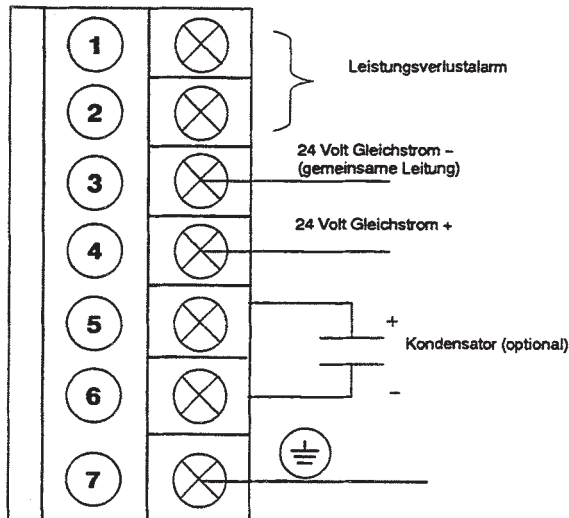 1
Leistungsverlustalarm
2
24 Volt Gleichstrom –
(gemeinsame Leitung)
3
24 Volt Gleichstrom +
4
5
+
Kondensator (optional)
6
-
7